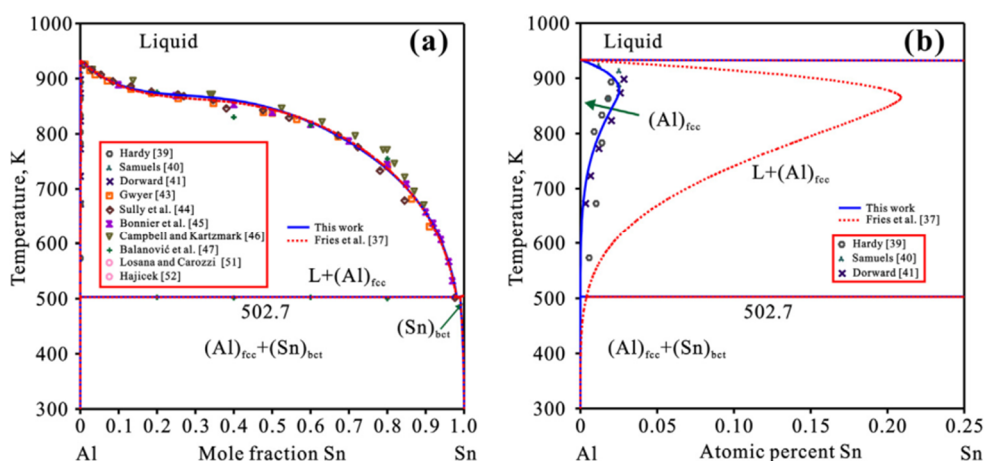 (a)
Liquid
1000
900
800
700
600
500
400
300
Temperature, K
Hardy [39]
Samuels [40]
Dorward [41]
Gwyer [43]
Sully et al. [44]
Bonnier et al. [45]
Campbell and Kartzmark [46]
Balanović et al. [47]
Losana and Carozzi [51]
Hajicek [52]
This work
Fries et al. [37]
L+(Al)fcc
502.7
(Sn)bct
(Al)fcc+(Sn)bct
0 0.1 0.2 0.3 0.4 0.5 0.6 0.7 0.8 0.9 1.0
Al Mole fraction Sn Sn
(b)
Liquid
1000
900
800
700
600
500
400
300
Temperature, K
(Al)fcc
L+(Al)fcc
This work
Fries et al. [37]
Hardy [39]
Samuels [40]
Dorward [41]
502.7
(Al)fcc+(Sn)bct
0 0.05 0.10 0.15 0.20 0.25
Al Atomic percent Sn Sn